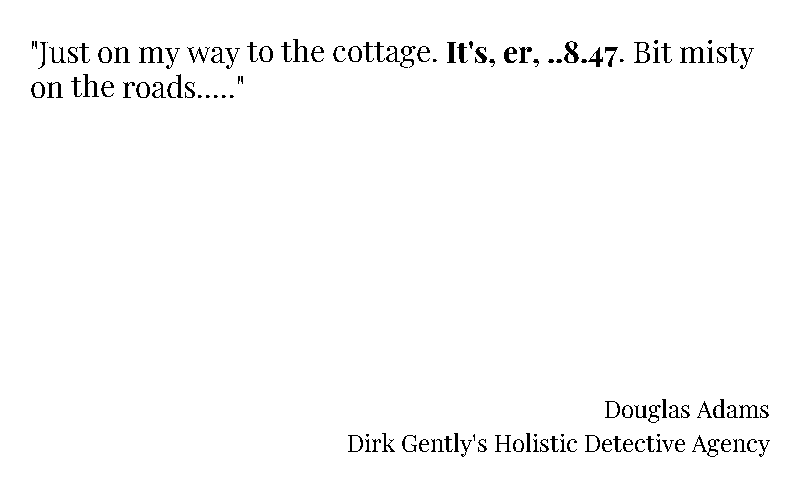 "Just on my way to the cottage. It's, er, ..8.47. Bit misty
on the roads....."
Douglas Adams
Dirk Gently's Holistic Detective Agency